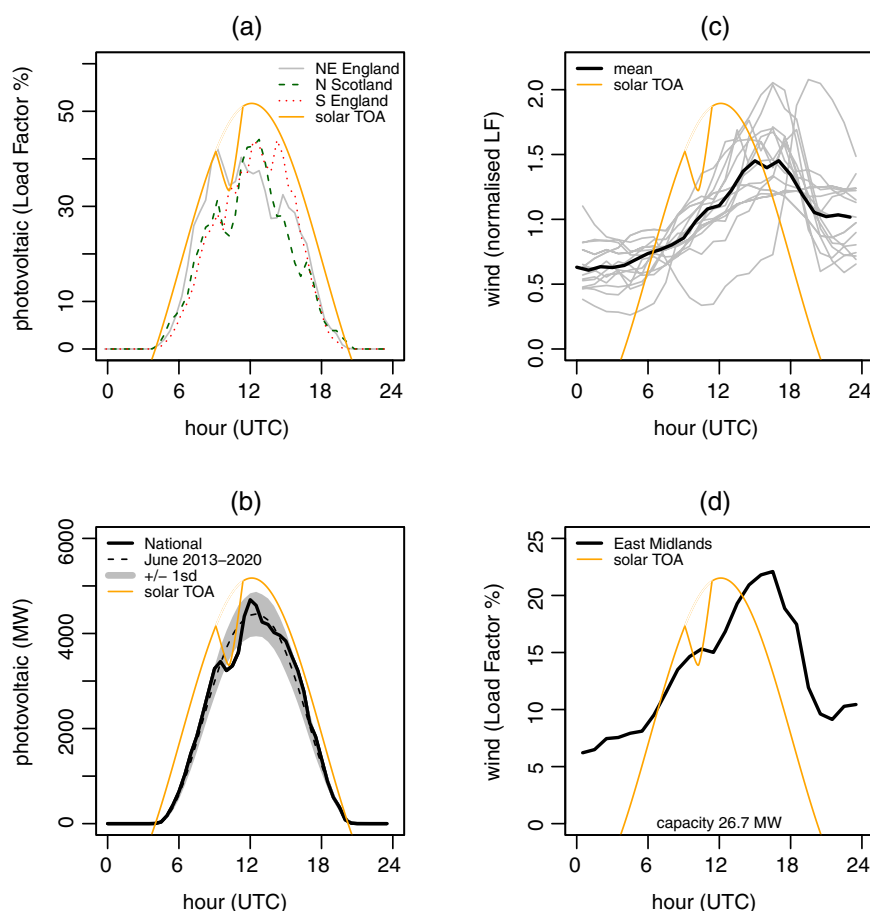 (a)
NE England
N Scotland
S England
solar TOA
photovoltaic (Load Factor %)
0
10
30
50
0
6
12
18
24
hour (UTC)
(c)
mean
solar TOA
wind (normalised LF)
0.0
0.5
1.0
1.5
2.0
0
6
12
18
24
hour (UTC)
(b)
National
June 2013–2020
+/− 1sd
solar TOA
photovoltaic (MW)
0
2000
4000
6000
0
6
12
18
24
hour (UTC)
(d)
East Midlands
solar TOA
wind (Load Factor %)
0
5
10
15
20
25
capacity 26.7 MW
0
6
12
18
24
hour (UTC)